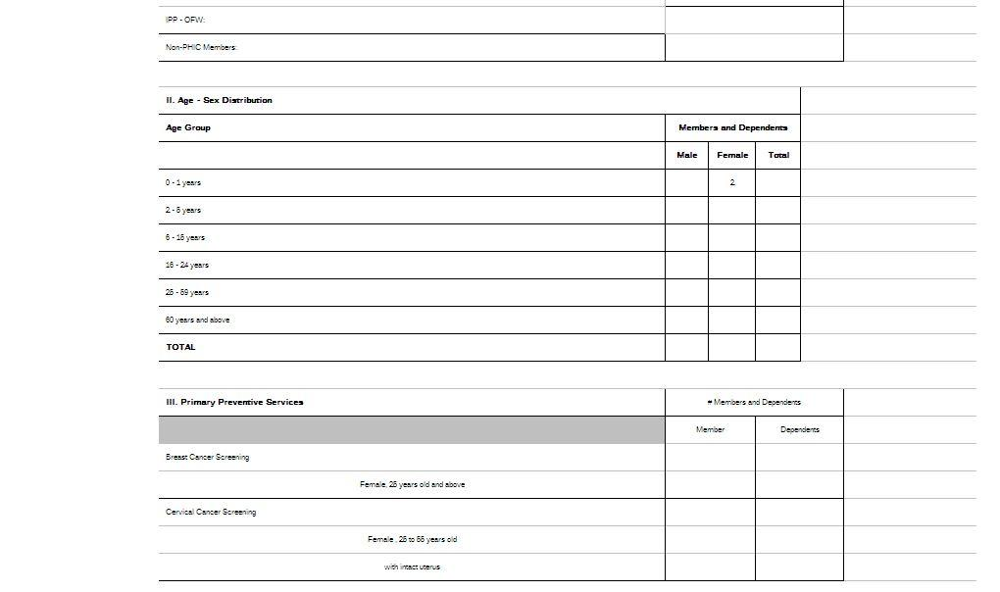 IPP - OFW:
Non-PHIC Members:
II. Age - Sex Distribution
Age Group Members and Dependents
Male Female Total
0 - 1 years 2
2 - 5 years
6 - 15 years
16 - 24 years
25 - 59 years
60 years and above
TOTAL
III. Primary Preventive Services # Members and Dependents
Member Dependents
Breast Cancer Screening
Female, 25 years old and above
Cervical Cancer Screening
Female , 25 to 55 years old
with intact uterus